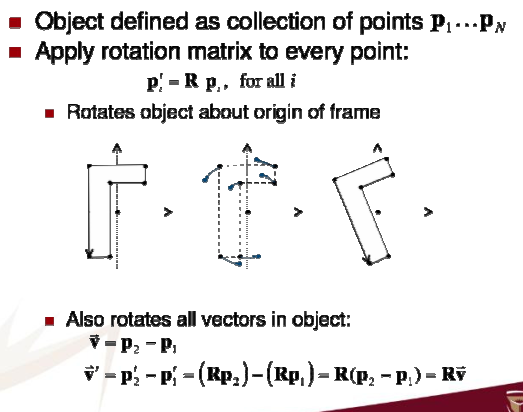 Object defined as collection of points p₁…p_N
Apply rotation matrix to every point:
p′ᵢ = R pᵢ, for all i
Rotates object about origin of frame
Also rotates all vectors in object:
v⃗ = p₂ − p₁
v⃗′ = p′₂ − p′₁ = (Rp₂) − (Rp₁) = R(p₂ − p₁) = Rv⃗